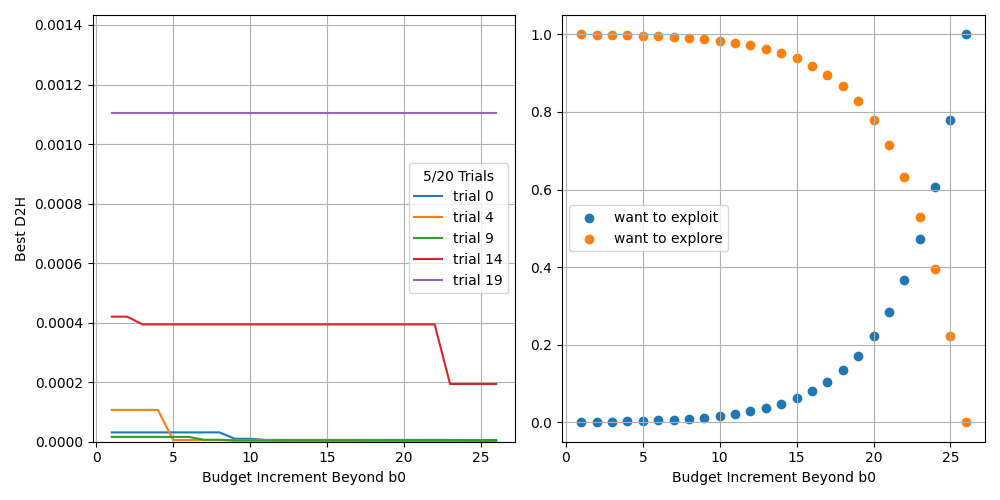 0.0014
0.0012
0.0010
0.0008
0.0006
0.0004
0.0002
0.0000
Best D2H
0 5 10 15 20 25
Budget Increment Beyond b0
5/20 Trials
trial 0
trial 4
trial 9
trial 14
trial 19
1.0
0.8
0.6
0.4
0.2
0.0
0 5 10 15 20 25
Budget Increment Beyond b0
want to exploit
want to explore